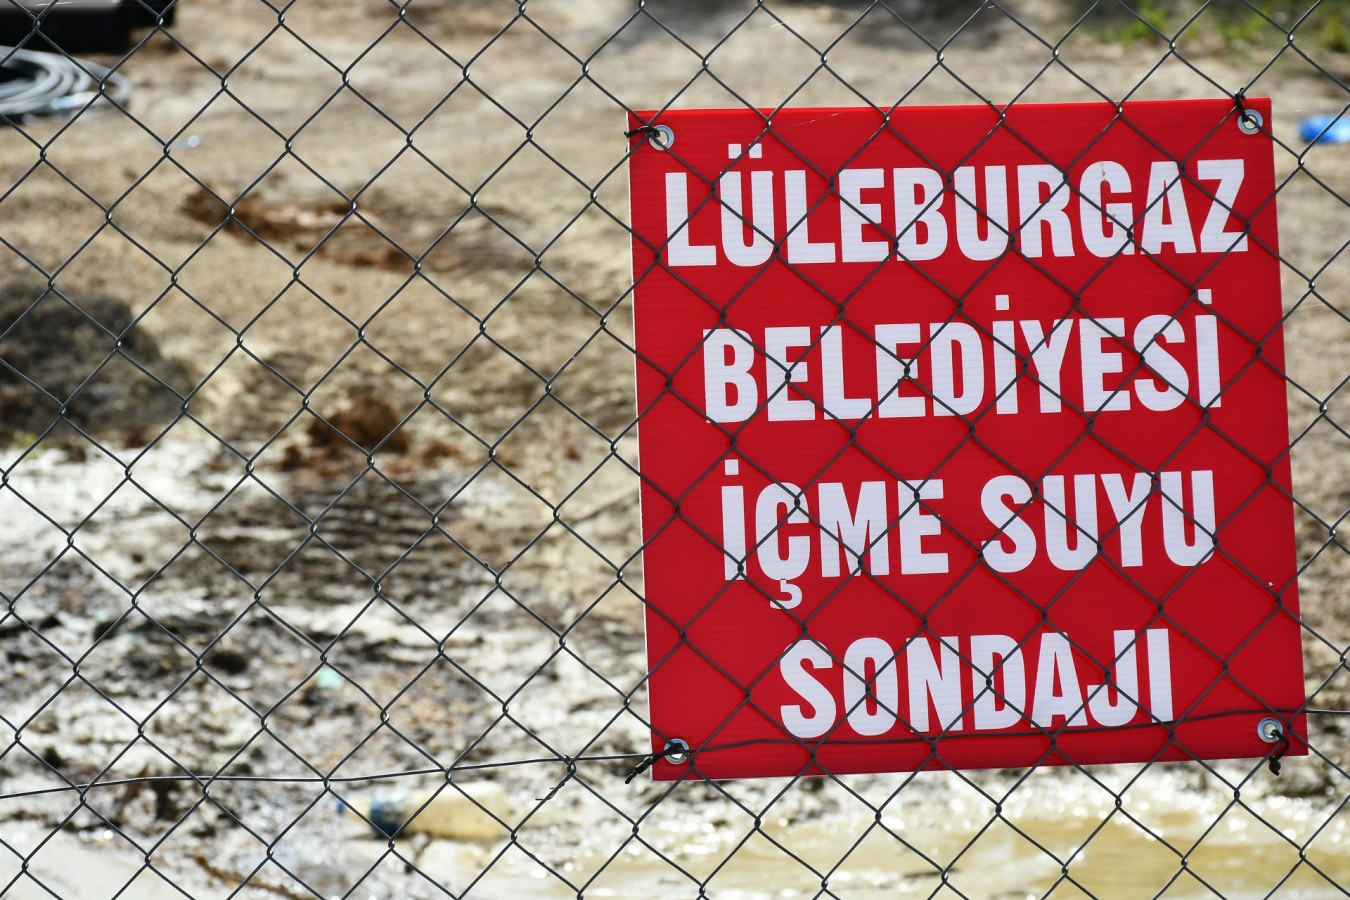 LÜLEBURGAZ
BELEDİYESİ
İÇME SUYU
SONDAJI